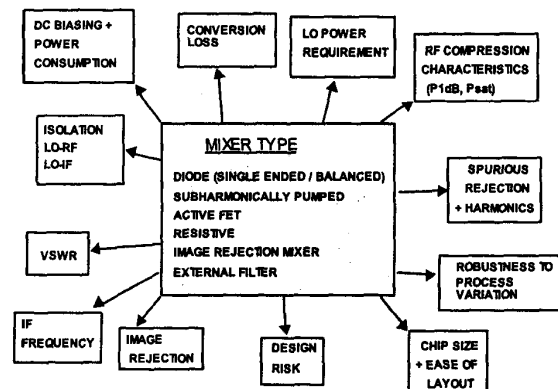 DC BIASING +
POWER
CONSUMPTION
CONVERSION
LOSS
LO POWER
REQUIREMENT
RF COMPRESSION
CHARACTERISTICS
(P1dB, Psat)
ISOLATION
LO-RF
LO-IF
MIXER TYPE
DIODE (SINGLE ENDED / BALANCED)
SUBHARMONICALLY PUMPED
ACTIVE FET
RESISTIVE
IMAGE REJECTION MIXER
EXTERNAL FILTER
SPURIOUS
REJECTION
+ HARMONICS
VSWR
ROBUSTNESS TO
PROCESS
VARIATION
IF
FREQUENCY
IMAGE
REJECTION
DESIGN
RISK
CHIP SIZE
+ EASE OF
LAYOUT